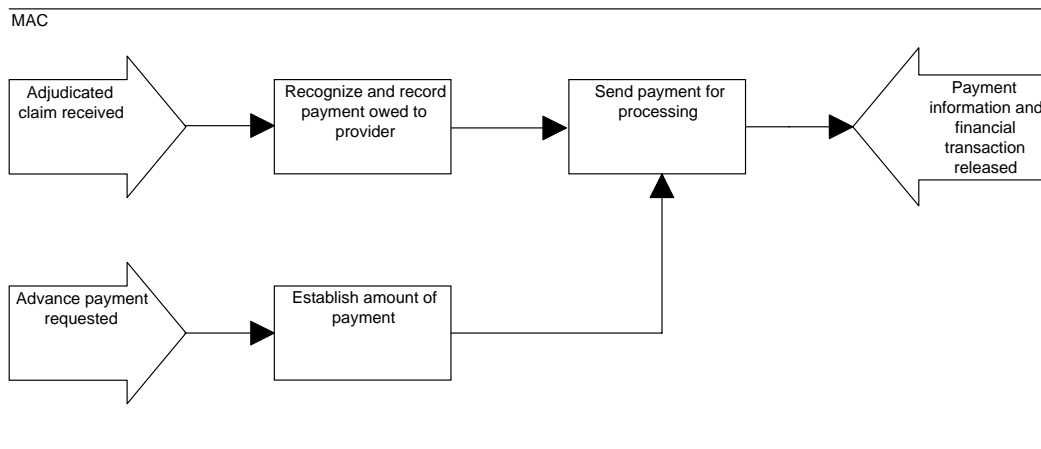 MAC
Adjudicated
claim received
Recognize and record
payment owed to
provider
Send payment for
processing
Payment
information and
financial
transaction
released
Advance payment
requested
Establish amount of
payment